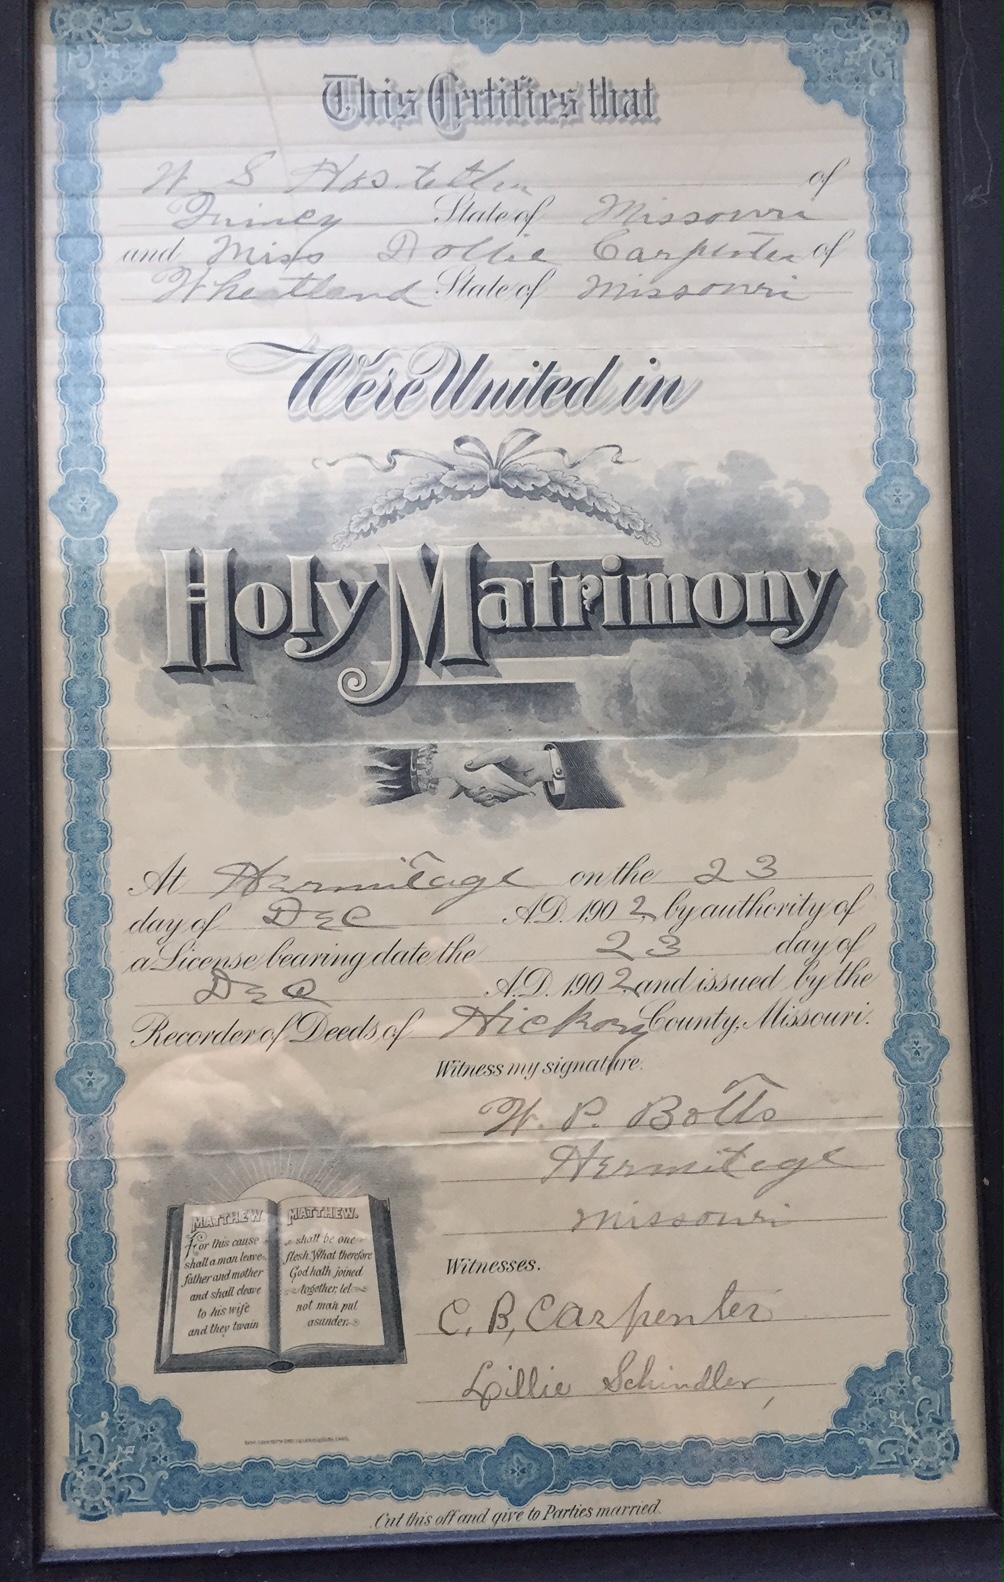 This Certifies that
W S Hostetler of
Quincy State of Missouri
and Miss Dollie Carpenter of
Wheatland State of Missouri
Were United in
Holy Matrimony
At Hermitage on the 23
day of Dec A.D. 1902, by authority of
a License bearing date the 23 day of
Dec A.D. 1902 and issued by the
Recorder of Deeds of Hickory County, Missouri.
Witness my signature.
W. P. Botts
Hermitage
Missouri
Witnesses.
C. B, Carpenter
Lillie Schindler,
MATTHEW
For this cause
shall a man leave
father and mother
and shall cleave
to his wife
and they twain
MATTHEW.
shall be one
flesh. What therefore
God hath joined
together, let
not man put
asunder.
Cut this off and give to Parties married.